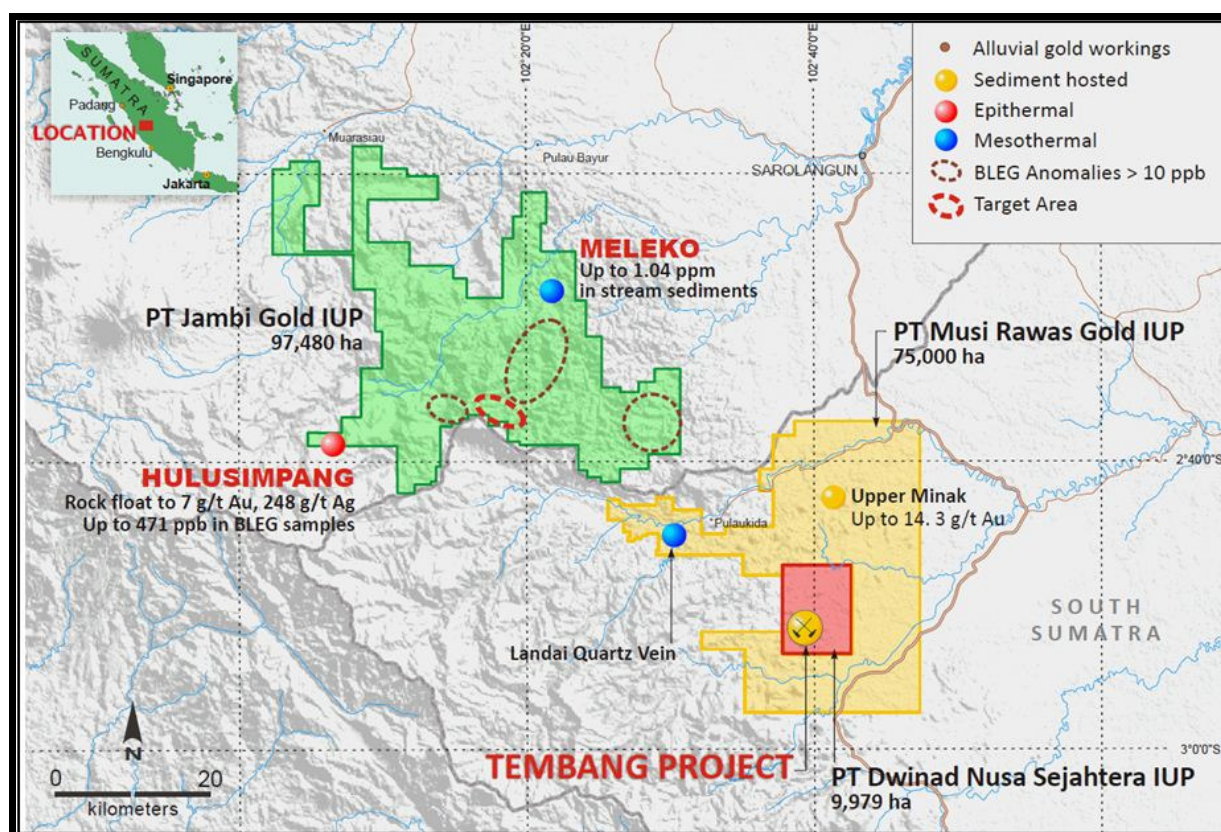 SUMATRA
Singapore
Padang
LOCATION
Bengkulu
Jakarta
102°20'0"E
102°40'0"E
Alluvial gold workings
Sediment hosted
Epithermal
Mesothermal
BLEG Anomalies > 10 ppb
Target Area
Muarasiau
Pulau Bayur
SAROLANGUN
MELEKO
Up to 1.04 ppm
in stream sediments
PT Jambi Gold IUP
97,480 ha
PT Musi Rawas Gold IUP
75,000 ha
HULUSIMPANG
Rock float to 7 g/t Au, 248 g/t Ag
Up to 471 ppb in BLEG samples
2°40'0"S
Upper Minak
Up to 14. 3 g/t Au
Pulaukida
Landai Quartz Vein
SOUTH
SUMATRA
N
0 20
kilometers
TEMBANG PROJECT
3°0'0"S
PT Dwinad Nusa Sejahtera IUP
9,979 ha